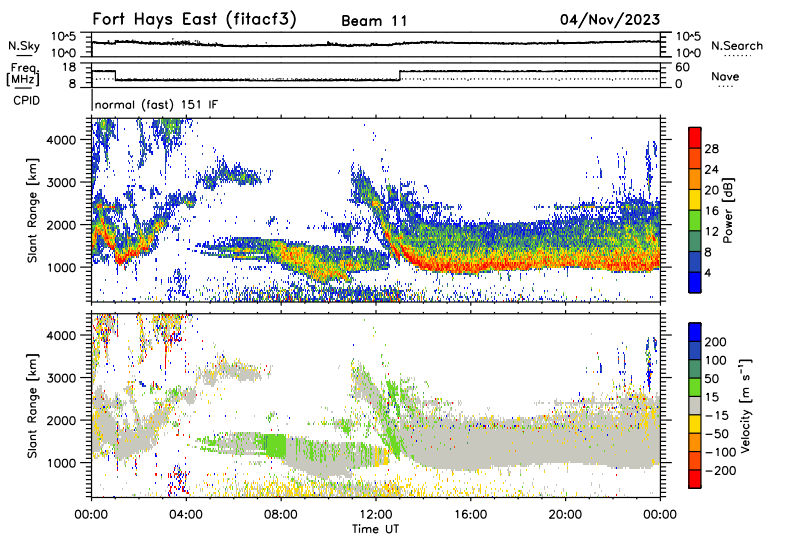 Fort Hays East (fitacf3) Beam 11 04/Nov/2023
N.Sky 10^5 10^0 10^5 10^0 N.Search
Freq. [MHz] 18 8 60 0 Nave
CPID normal (fast) 151 IF
Slant Range [km] 4000 3000 2000 1000
Power [dB] 28 24 20 16 12 8 4
Slant Range [km] 4000 3000 2000 1000
Velocity [m s⁻¹] 200 100 50 15 −15 −50 −100 −200
00:00 04:00 08:00 12:00 16:00 20:00 00:00
Time UT